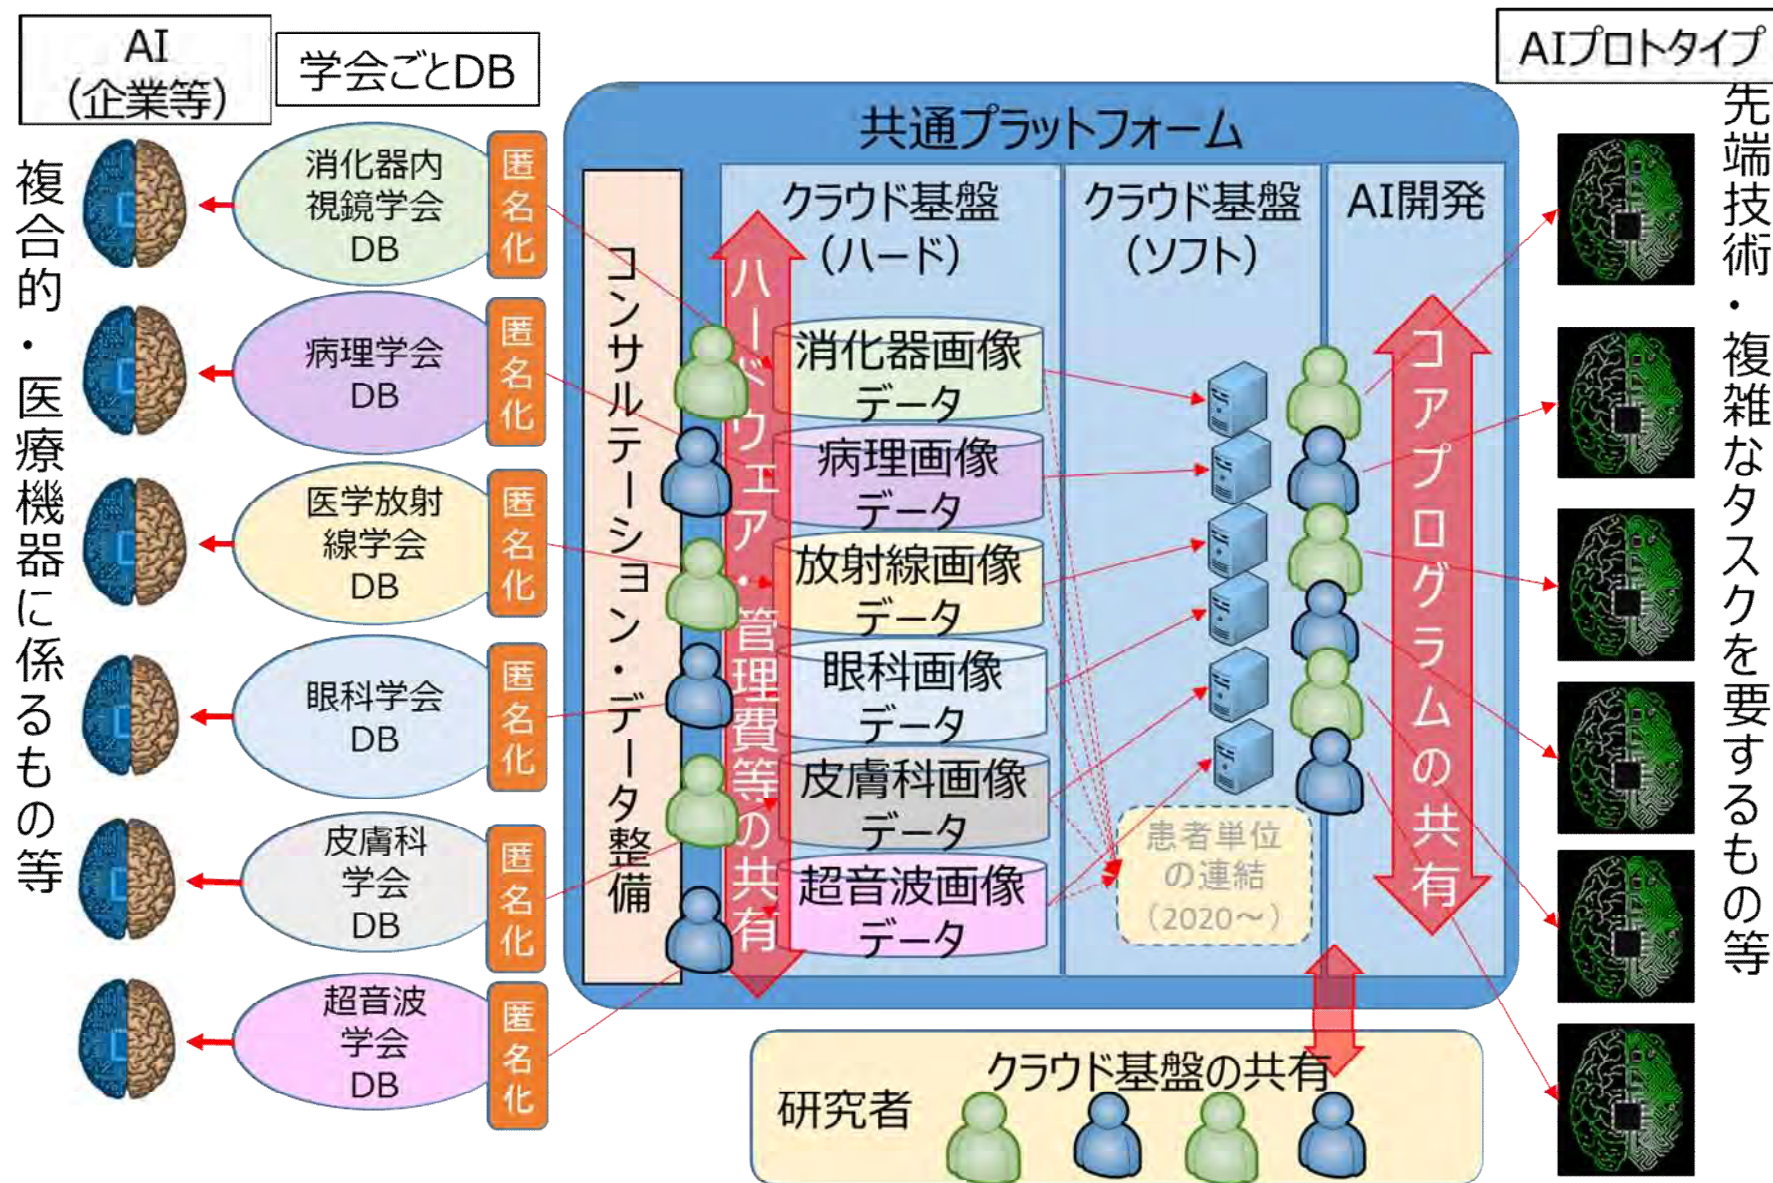 AI
（企業等）
学会ごとDB
AIプロトタイプ
複合的・医療機器に係るもの等
消化器内
視鏡学会
DB
匿名化
病理学会
DB
匿名化
医学放射
線学会
DB
匿名化
眼科学会
DB
匿名化
皮膚科
学会
DB
匿名化
超音波
学会
DB
匿名化
共通プラットフォーム
コンサルテーション・データ整備
クラウド基盤
（ハード）
クラウド基盤
（ソフト）
AI開発
ハードウェア・管理費等の共有
消化器画像
データ
病理画像
データ
放射線画像
データ
眼科画像
データ
皮膚科画像
データ
超音波画像
データ
患者単位
の連結
（2020～）
コアプログラムの共有
先端技術・複雑なタスクを要するもの等
クラウド基盤の共有
研究者